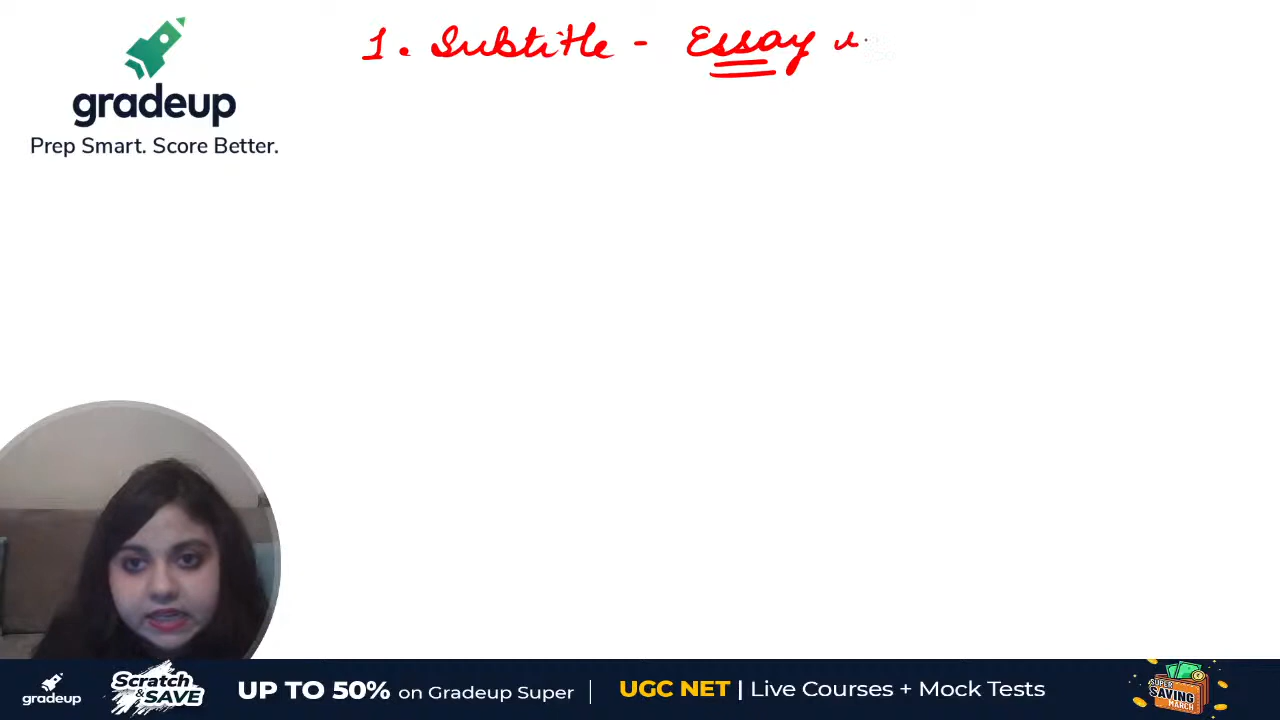 1. Subtitle - Essay
gradeup
Prep Smart. Score Better.
gradeup
Scratch & SAVE
UP TO 50% on Gradeup Super | UGC NET | Live Courses + Mock Tests
SUPER SAVING MARCH